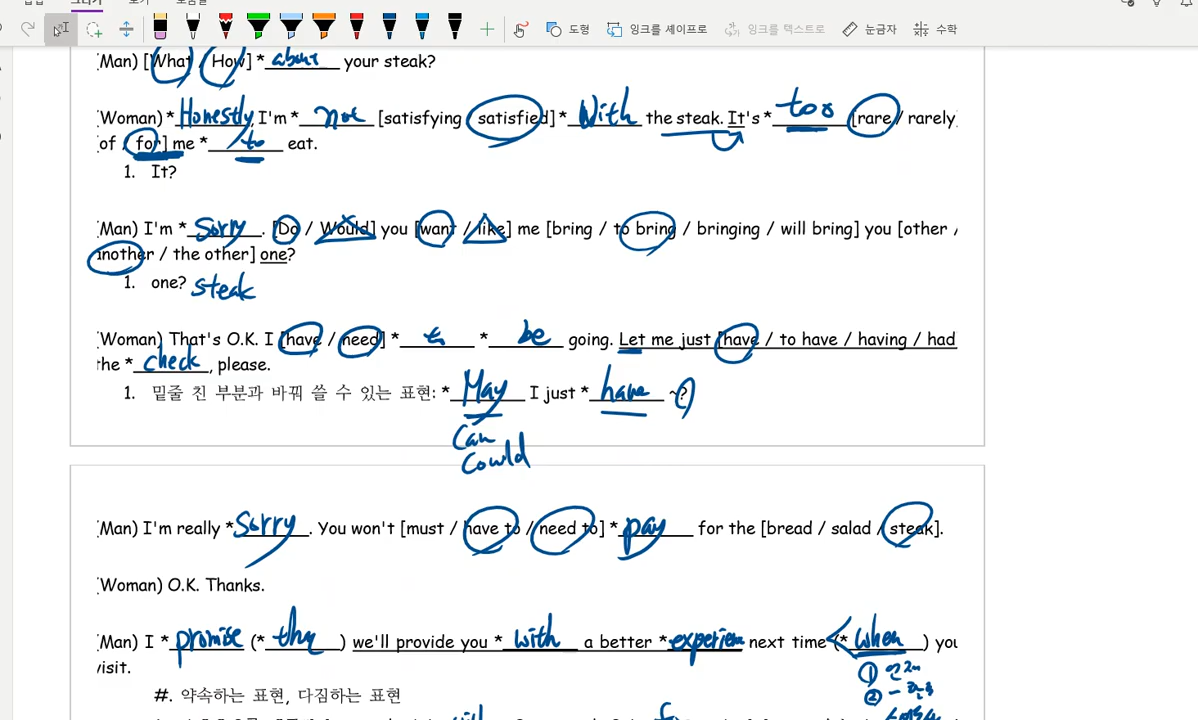 그리기
도형 잉크를 셰이프로 잉크를 텍스트로 눈금자 수학
Man) [What / How] * about your steak?
Woman) * Honestly, I'm * not [satisfying / satisfied] * With the steak. It's * too [rare / rarely]
of / for] me * to eat.
1. It?
Man) I'm * Sorry. [Do / Would] you [want / like] me [bring / to bring / bringing / will bring] you [other /
another / the other] one?
1. one? steak
Woman) That's O.K. I [have / need] * to * be going. Let me just [have / to have / having / had
the * check, please.
1. 밑줄 친 부분과 바꿔 쓸 수 있는 표현: * May I just * have ~?
Can
Could
Man) I'm really * Sorry. You won't [must / have to / need to] * pay for the [bread / salad / steak].
Woman) O.K. Thanks.
Man) I * promise (* that) we'll provide you * with a better * experien next time (* when) you
visit.
① 언제
②
#. 약속하는 표현, 다짐하는 표현